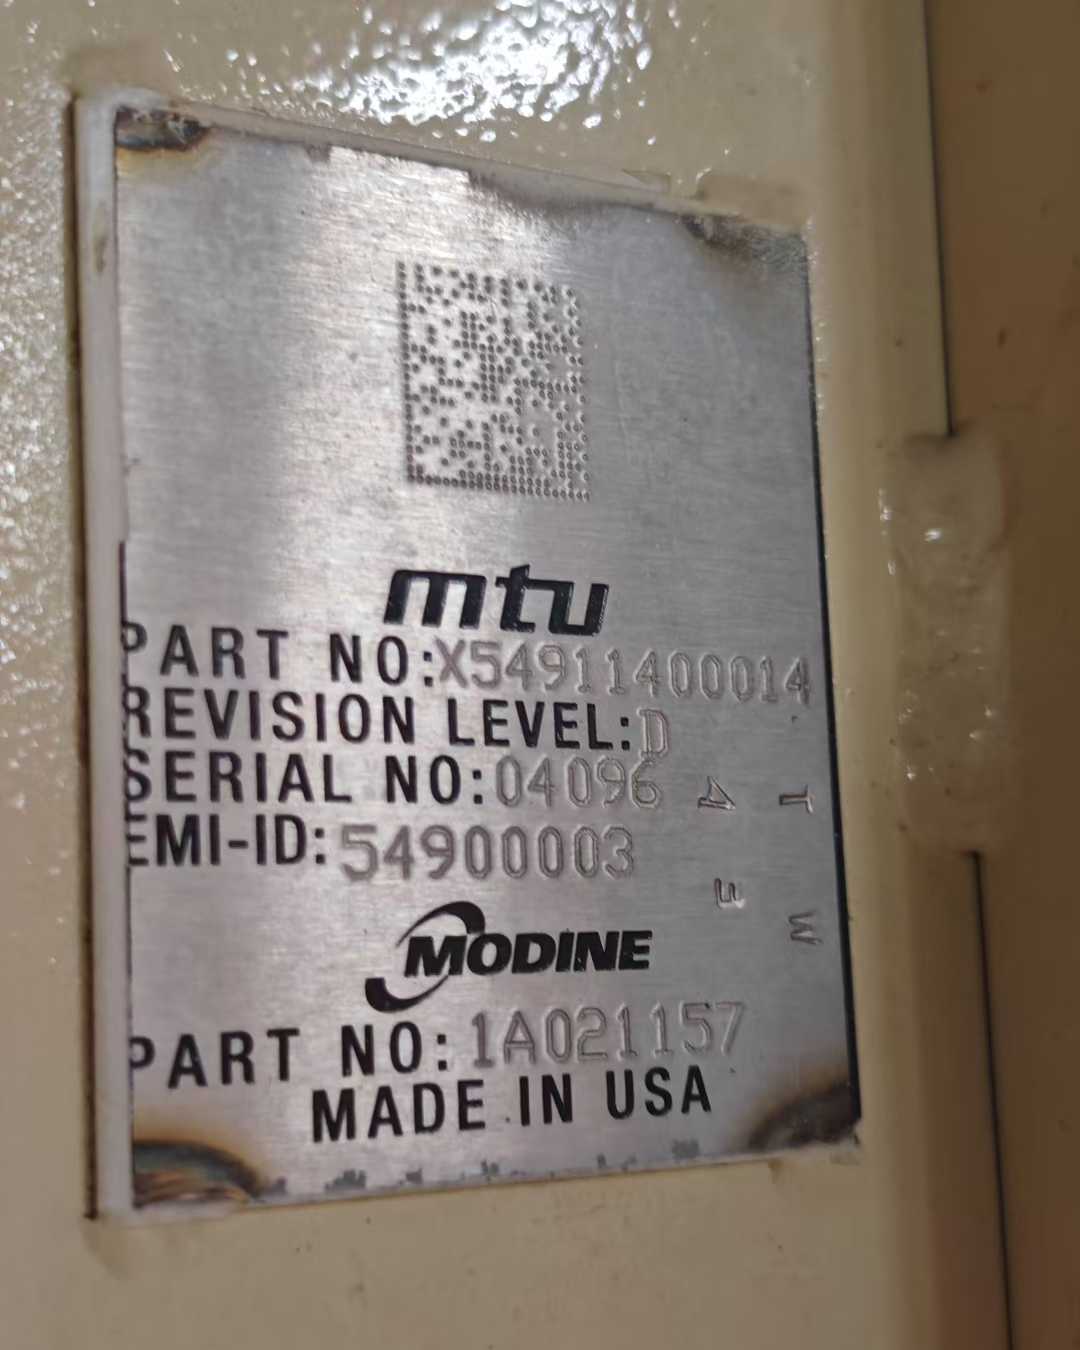 mtu
PART NO:X54911400014
REVISION LEVEL:D
SERIAL NO:04096
EMI-ID:54900003
T
4
E
W
MODINE
PART NO:1A021157
MADE IN USA